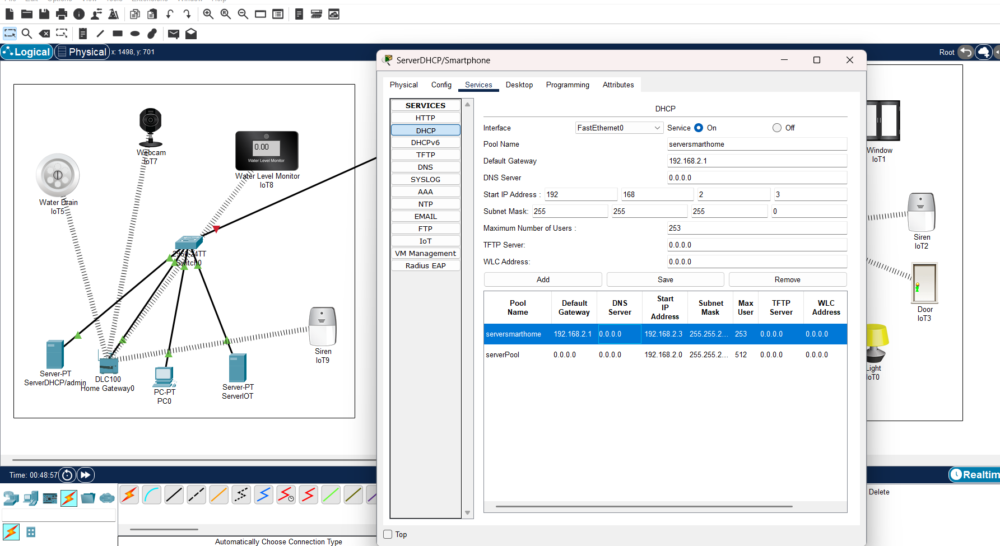 File Edit Options View Tools Extensions Window Help
Logical
Physical
x: 1498, y: 701
Root
ServerDHCP/Smartphone
Physical
Config
Services
Desktop
Programming
Attributes
SERVICES
HTTP
DHCP
DHCPv6
TFTP
DNS
SYSLOG
AAA
NTP
EMAIL
FTP
IoT
VM Management
Radius EAP
DHCP
Interface
FastEthernet0
Service
On
Off
Pool Name
serversmarthome
Default Gateway
192.168.2.1
DNS Server
0.0.0.0
Start IP Address :
192
168
2
3
Subnet Mask:
255
255
255
0
Maximum Number of Users :
253
TFTP Server:
0.0.0.0
WLC Address:
0.0.0.0
Add
Save
Remove
Pool Name
Default Gateway
DNS Server
Start IP Address
Subnet Mask
Max User
TFTP Server
WLC Address
serversmarthome 192.168.2.1 0.0.0.0 192.168.2.3 255.255.2... 253 0.0.0.0 0.0.0.0
serverPool 0.0.0.0 0.0.0.0 192.168.2.0 255.255.2... 512 0.0.0.0 0.0.0.0
Top
Webcam
IoT7
0.00
Water Level Monitor
Water Level Monitor
IoT8
Water Drain
IoT5
2960-24TT
Switch0
Siren
IoT9
Server-PT
ServerDHCP/admin
DLC100
Home Gateway0
PC-PT
PC0
Server-PT
ServerIOT
Window
IoT1
Siren
IoT2
Door
IoT3
Light
IoT0
Time: 00:48:57
Realtim
Delete
Automatically Choose Connection Type